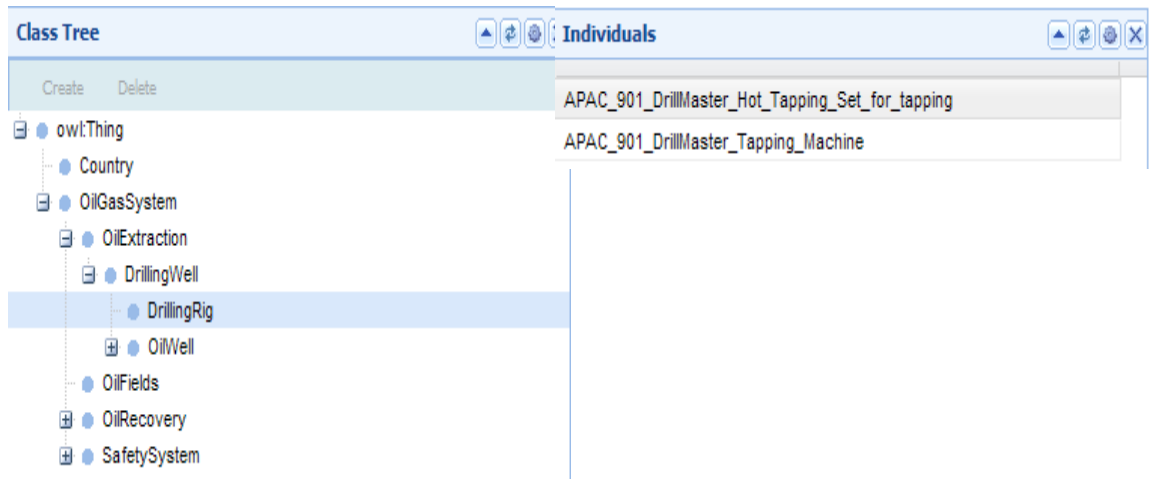 Class Tree
Create Delete
owl:Thing
Country
OilGasSystem
OilExtraction
DrillingWell
DrillingRig
OilWell
OilFields
OilRecovery
SafetySystem
Individuals
APAC_901_DrillMaster_Hot_Tapping_Set_for_tapping
APAC_901_DrillMaster_Tapping_Machine